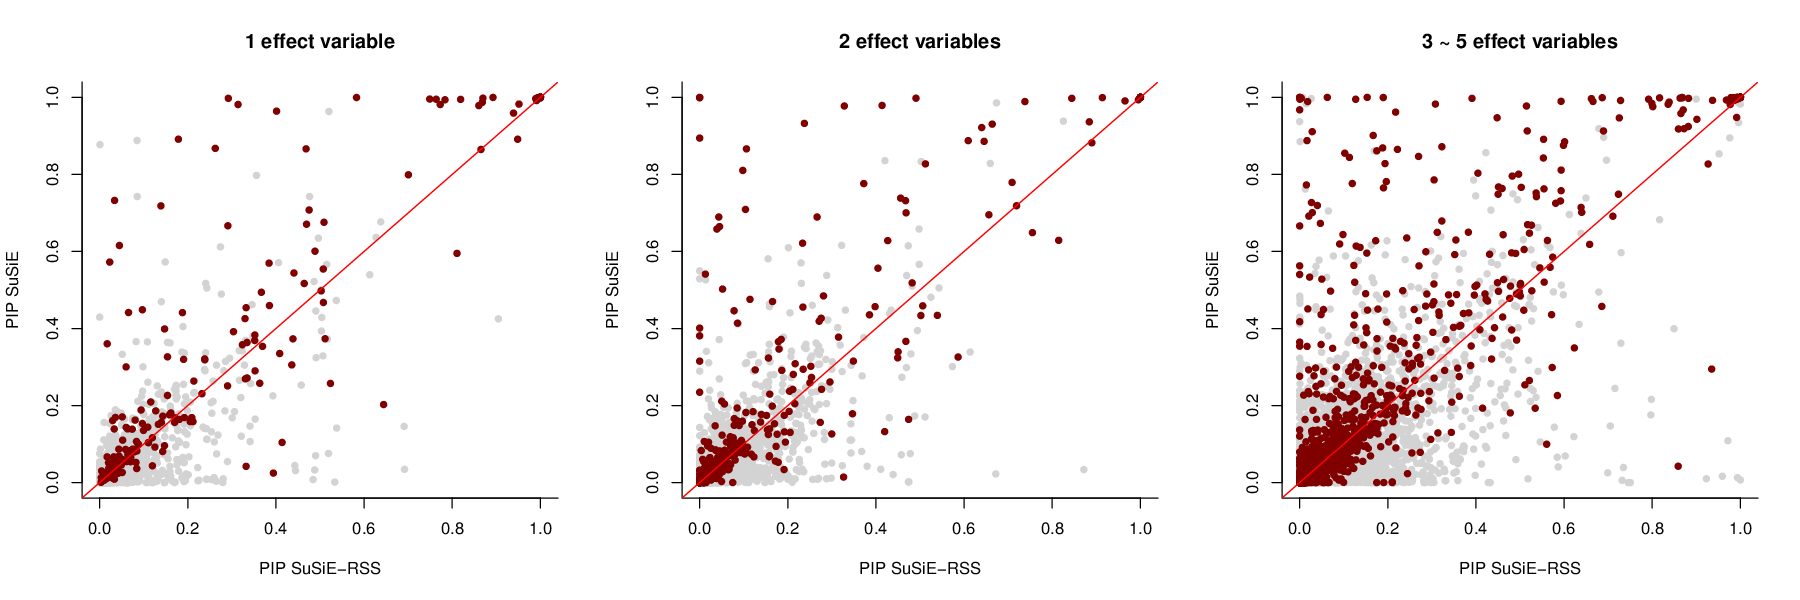 1 effect variable
PIP SuSiE
1.0
0.8
0.6
0.4
0.2
0.0
0.0 0.2 0.4 0.6 0.8 1.0
PIP SuSiE−RSS
2 effect variables
PIP SuSiE
1.0
0.8
0.6
0.4
0.2
0.0
0.0 0.2 0.4 0.6 0.8 1.0
PIP SuSiE−RSS
3 ~ 5 effect variables
PIP SuSiE
1.0
0.8
0.6
0.4
0.2
0.0
0.0 0.2 0.4 0.6 0.8 1.0
PIP SuSiE−RSS